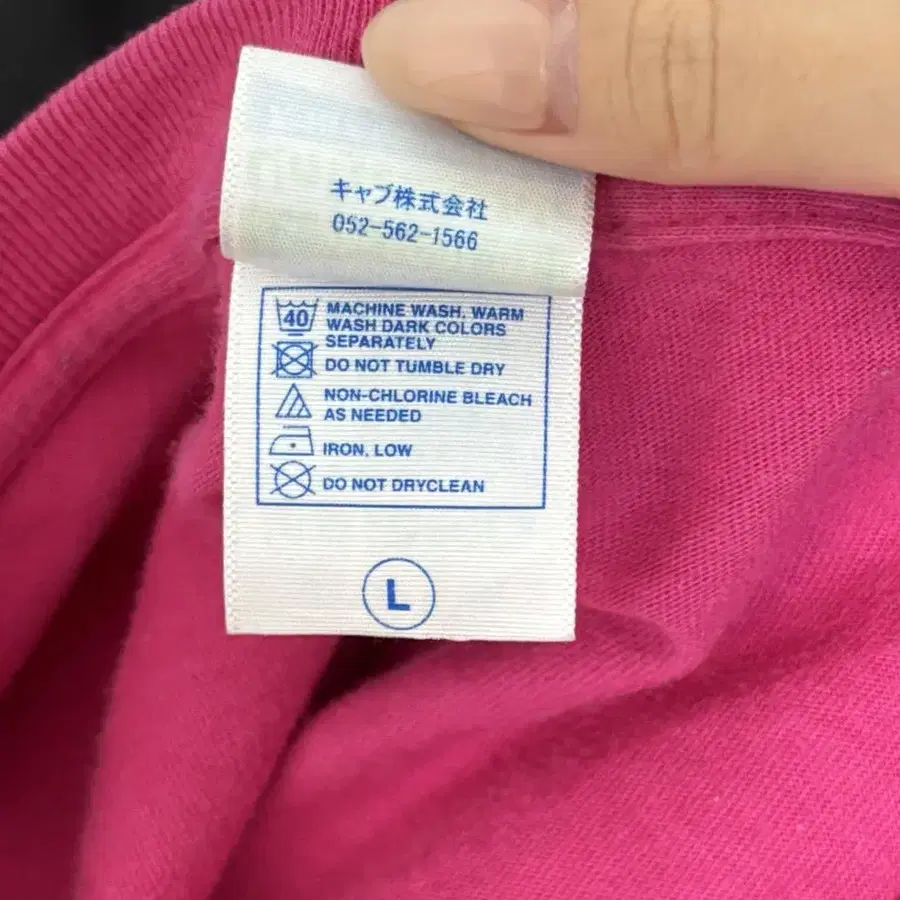 キャブ株式会社
052-562-1566
40
MACHINE WASH, WARM
WASH DARK COLORS
SEPARATELY
DO NOT TUMBLE DRY
NON-CHLORINE BLEACH
AS NEEDED
IRON, LOW
DO NOT DRYCLEAN
L